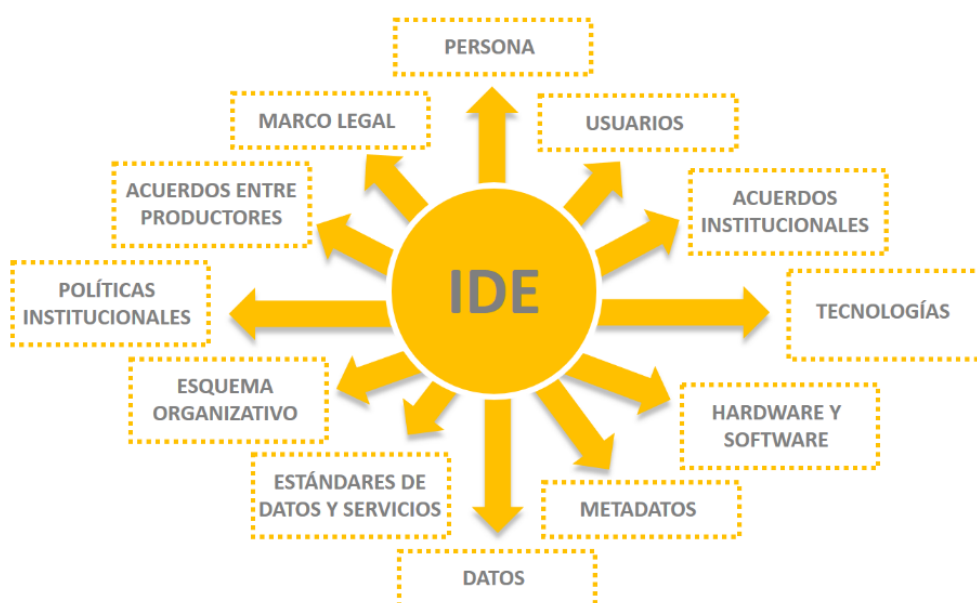 PERSONA
MARCO LEGAL
USUARIOS
ACUERDOS ENTRE
PRODUCTORES
ACUERDOS
INSTITUCIONALES
IDE
POLÍTICAS
INSTITUCIONALES
TECNOLOGÍAS
ESQUEMA
ORGANIZATIVO
HARDWARE Y
SOFTWARE
ESTÁNDARES DE
DATOS Y SERVICIOS
METADATOS
DATOS